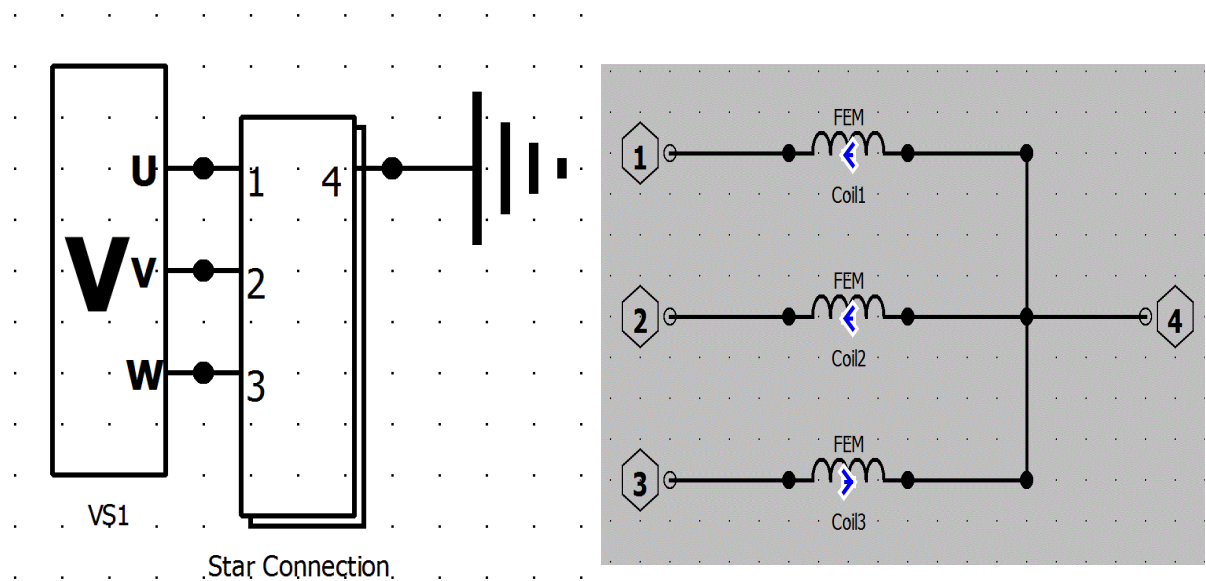 U
V
V
W
VS1
1
2
3
4
Star Connection
1
FEM
Coil1
2
FEM
Coil2
4
3
FEM
Coil3